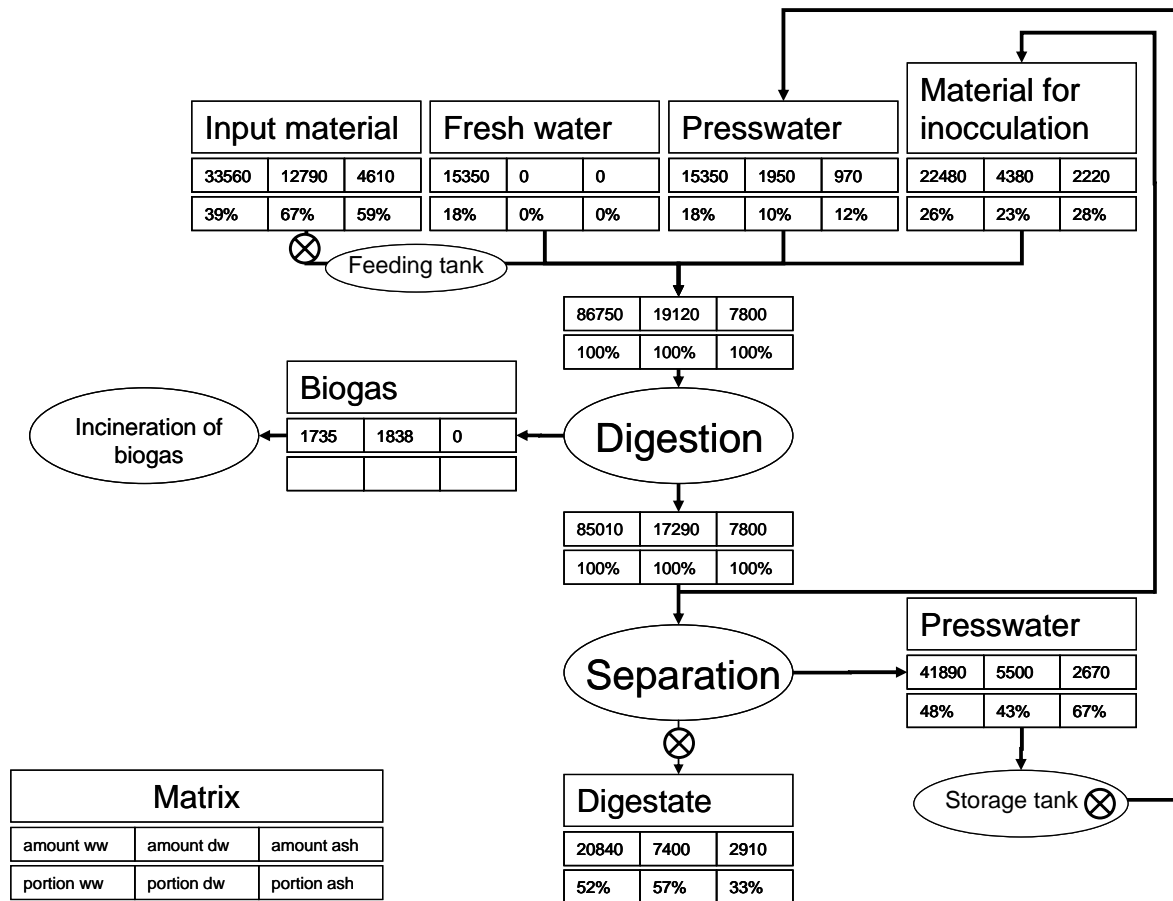 Material for
inocculation
Input material
Fresh water
Presswater
33560 12790 4610
15350 0 0
15350 1950 970
22480 4380 2220
39% 67% 59%
18% 0% 0%
18% 10% 12%
26% 23% 28%
Feeding tank
86750 19120 7800
100% 100% 100%
Biogas
Incineration of
biogas
1735 1838 0
Digestion
85010 17290 7800
100% 100% 100%
Presswater
Separation
41890 5500 2670
48% 43% 67%
Matrix
Digestate
Storage tank
amount ww amount dw amount ash
20840 7400 2910
portion ww portion dw portion ash
52% 57% 33%